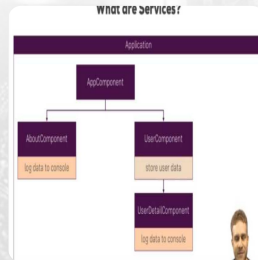 What are Services?
Application
AppComponent
AboutComponent
UserComponent
log data to console
store user data
UserDetailComponent
log data to console